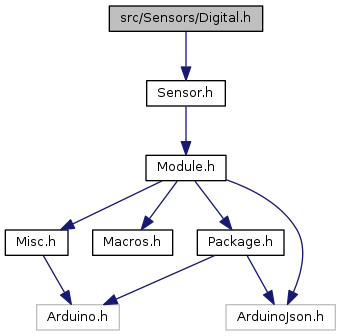 src/Sensors/Digital.h
Sensor.h
Module.h
Misc.h
Macros.h
Package.h
Arduino.h
ArduinoJson.h